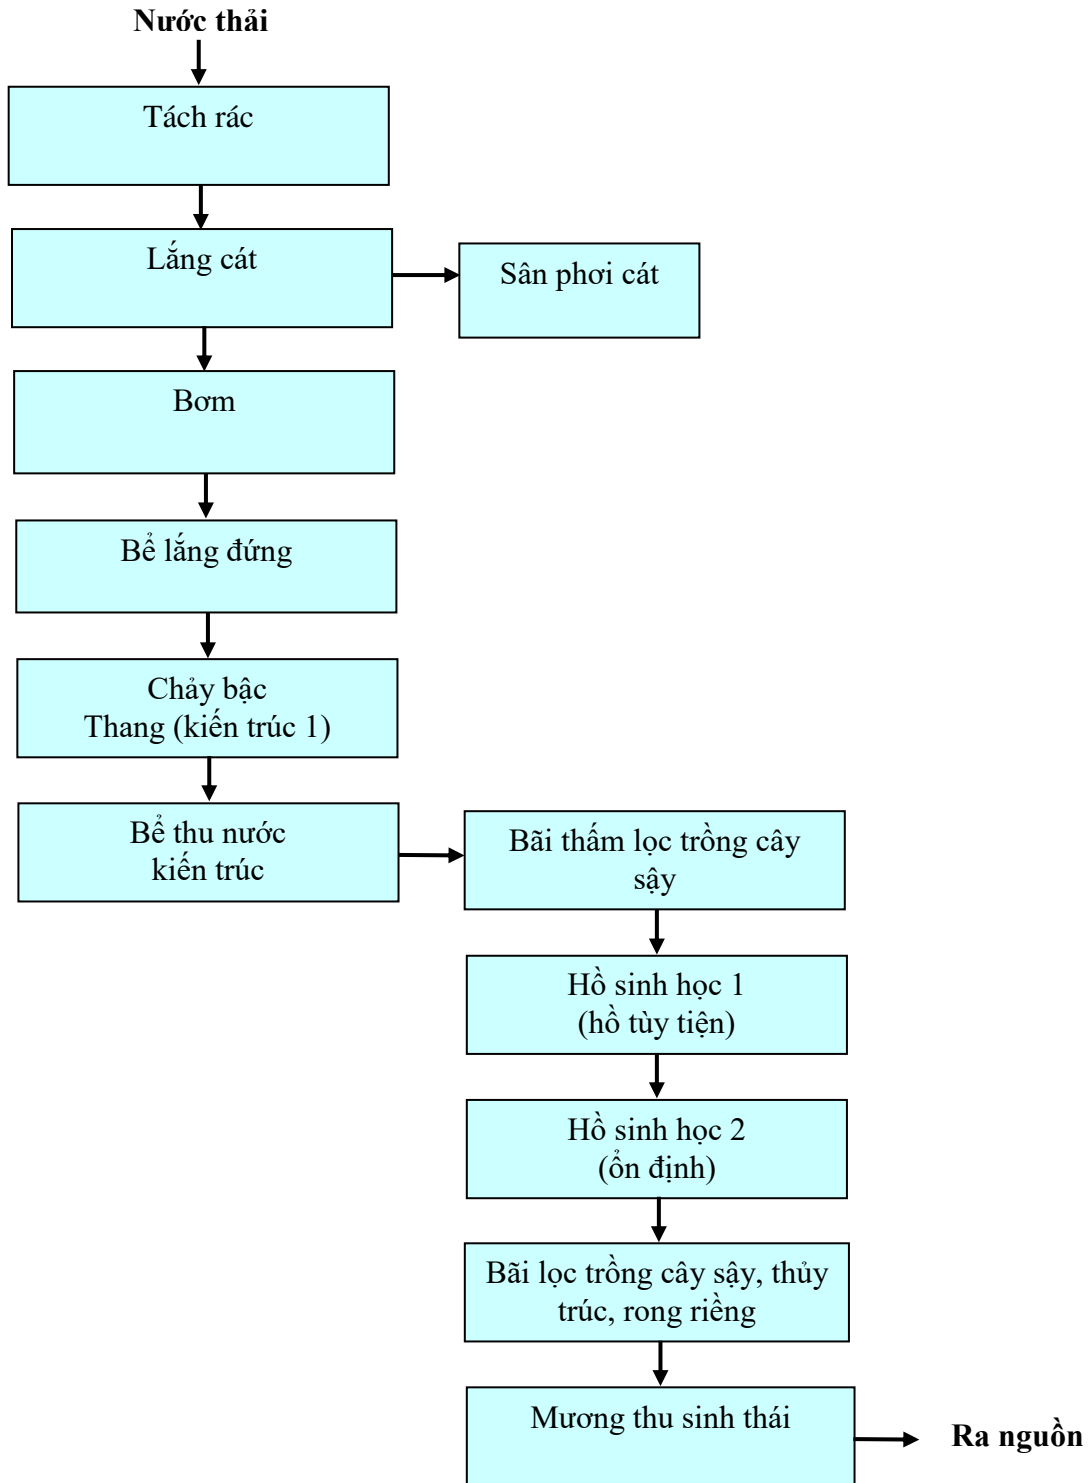 Nước thải
Tách rác
Lắng cát
Sân phơi cát
Bơm
Bể lắng đứng
Chảy bậc
Thang (kiến trúc 1)
Bể thu nước
kiến trúc
Bãi thấm lọc trồng cây
sậy
Hồ sinh học 1
(hồ tùy tiện)
Hồ sinh học 2
(ổn định)
Bãi lọc trồng cây sậy, thủy
trúc, rong riềng
Mương thu sinh thái
Ra nguồn